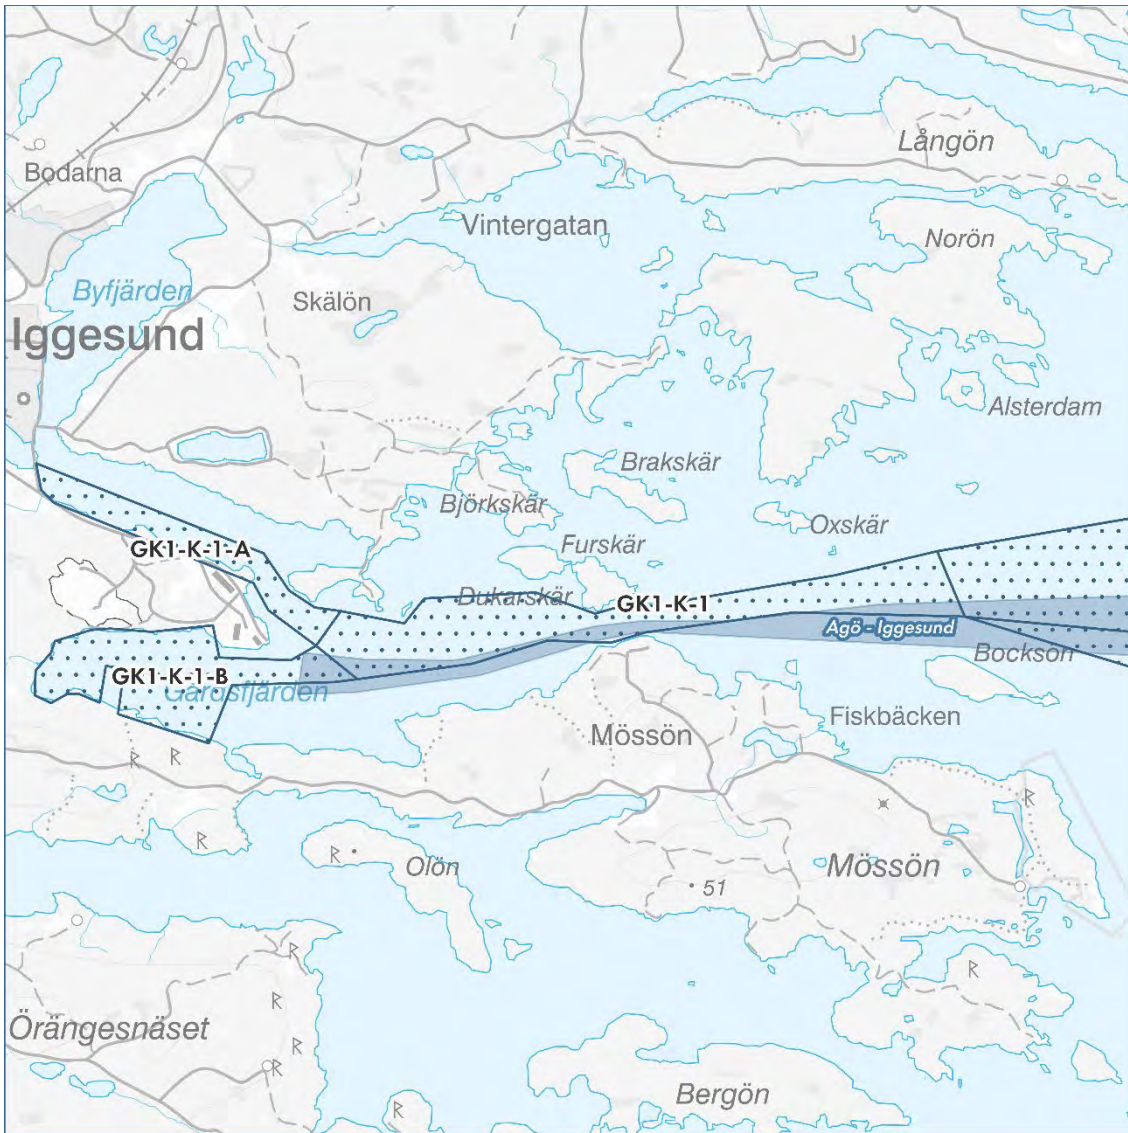 Långön
Bodarna
Vintergatan
Norön
Byfjärden
Skälön
Iggesund
Alsterdam
Brakskär
Björkskär
Oxskär
GK1-K-1-A
Furskär
Dukarskär
GK1-K-1
Agö - Iggesund
Bocksön
GK1-K-1-B
Gårdsfjärden
Fiskbäcken
Mössön
R
R
R
R
R
Olön
Mössön
51
R
R
R
Örängesnäset
R
R
Bergön
R